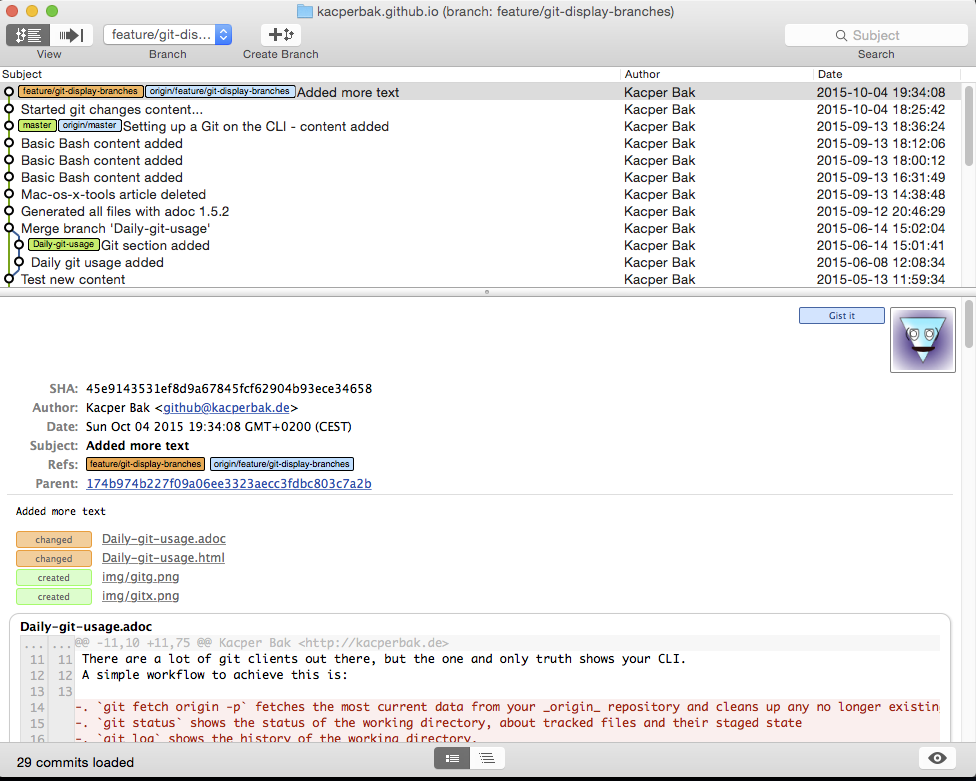 kacperbak.github.io (branch: feature/git-display-branches)
feature/git-dis...
Subject
View
Branch
Create Branch
Search
Subject Author Date
feature/git-display-branches origin/feature/git-display-branches Added more text Kacper Bak 2015-10-04 19:34:08
Started git changes content... Kacper Bak 2015-10-04 18:25:42
master origin/master Setting up a Git on the CLI - content added Kacper Bak 2015-09-13 18:36:24
Basic Bash content added Kacper Bak 2015-09-13 18:12:06
Basic Bash content added Kacper Bak 2015-09-13 18:00:12
Basic Bash content added Kacper Bak 2015-09-13 16:31:49
Mac-os-x-tools article deleted Kacper Bak 2015-09-13 14:38:48
Generated all files with adoc 1.5.2 Kacper Bak 2015-09-12 20:46:29
Merge branch 'Daily-git-usage' Kacper Bak 2015-06-14 15:02:04
Daily-git-usage Git section added Kacper Bak 2015-06-14 15:01:41
Daily git usage added Kacper Bak 2015-06-08 12:08:34
Test new content Kacper Bak 2015-05-13 11:59:34
Gist it
SHA: 45e9143531ef8d9a67845fcf62904b93ece34658
Author: Kacper Bak <github@kacperbak.de>
Date: Sun Oct 04 2015 19:34:08 GMT+0200 (CEST)
Subject: Added more text
Refs: feature/git-display-branches origin/feature/git-display-branches
Parent: 174b974b227f09a06ee3323aecc3fdbc803c7a2b
Added more text
changed Daily-git-usage.adoc
changed Daily-git-usage.html
created img/gitg.png
created img/gitx.png
Daily-git-usage.adoc
... ... @@ -11,10 +11,75 @@ Kacper Bak <http://kacperbak.de>
11 11 There are a lot of git clients out there, but the one and only truth shows your CLI.
12 12 A simple workflow to achieve this is:
13 13
14 -. `git fetch origin -p` fetches the most current data from your _origin_ repository and cleans up any no longer existin
15 -. `git status` shows the status of the working directory, about tracked files and their staged state
16 -. `git log` shows the history of the working directory.
29 commits loaded